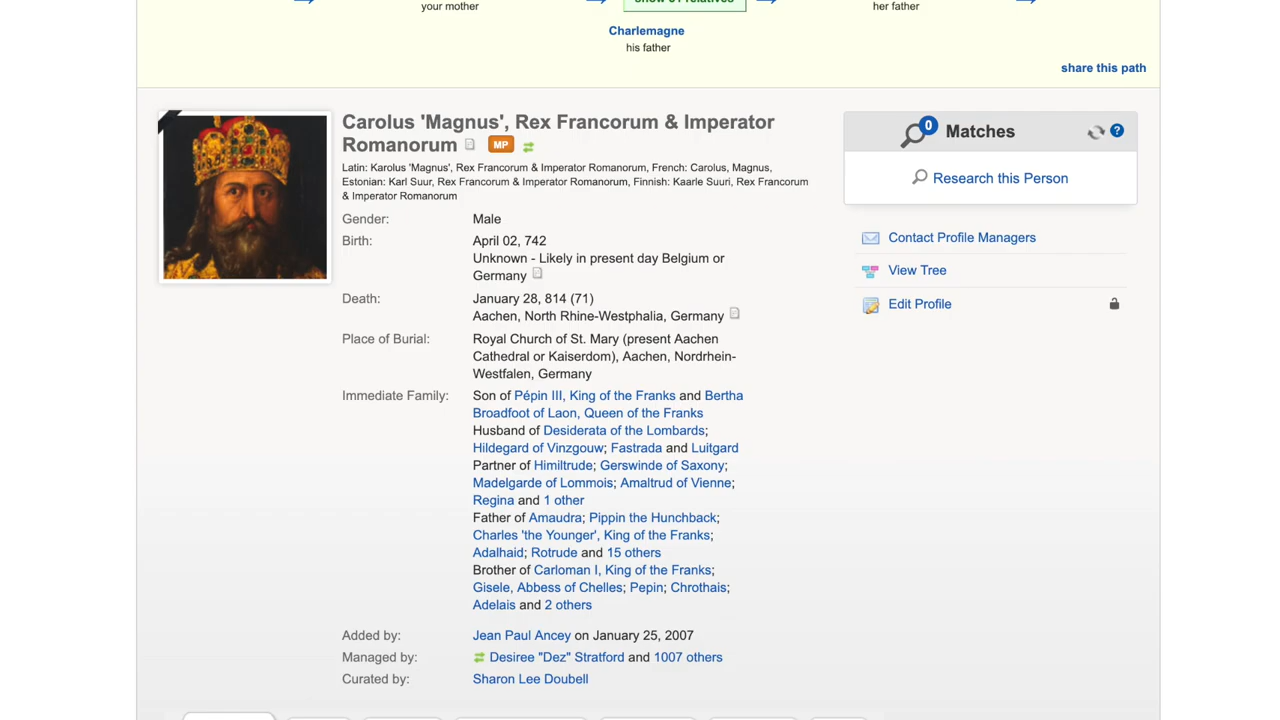 your mother
her father
Charlemagne
his father
share this path
Carolus 'Magnus', Rex Francorum & Imperator
Romanorum MP
Latin: Karolus 'Magnus', Rex Francorum & Imperator Romanorum, French: Carolus, Magnus,
Estonian: Karl Suur, Rex Francorum & Imperator Romanorum, Finnish: Kaarle Suuri, Rex Francorum
& Imperator Romanorum
Gender: Male
Birth: April 02, 742
Unknown - Likely in present day Belgium or
Germany
Death: January 28, 814 (71)
Aachen, North Rhine-Westphalia, Germany
Place of Burial: Royal Church of St. Mary (present Aachen
Cathedral or Kaiserdom), Aachen, Nordrhein-
Westfalen, Germany
Immediate Family: Son of Pépin III, King of the Franks and Bertha
Broadfoot of Laon, Queen of the Franks
Husband of Desiderata of the Lombards;
Hildegard of Vinzgouw; Fastrada and Luitgard
Partner of Himiltrude; Gerswinde of Saxony;
Madelgarde of Lommois; Amaltrud of Vienne;
Regina and 1 other
Father of Amaudra; Pippin the Hunchback;
Charles 'the Younger', King of the Franks;
Adalhaid; Rotrude and 15 others
Brother of Carloman I, King of the Franks;
Gisele, Abbess of Chelles; Pepin; Chrothais;
Adelais and 2 others
Added by: Jean Paul Ancey on January 25, 2007
Managed by: Desiree "Dez" Stratford and 1007 others
Curated by: Sharon Lee Doubell
0 Matches ?
Research this Person
Contact Profile Managers
View Tree
Edit Profile